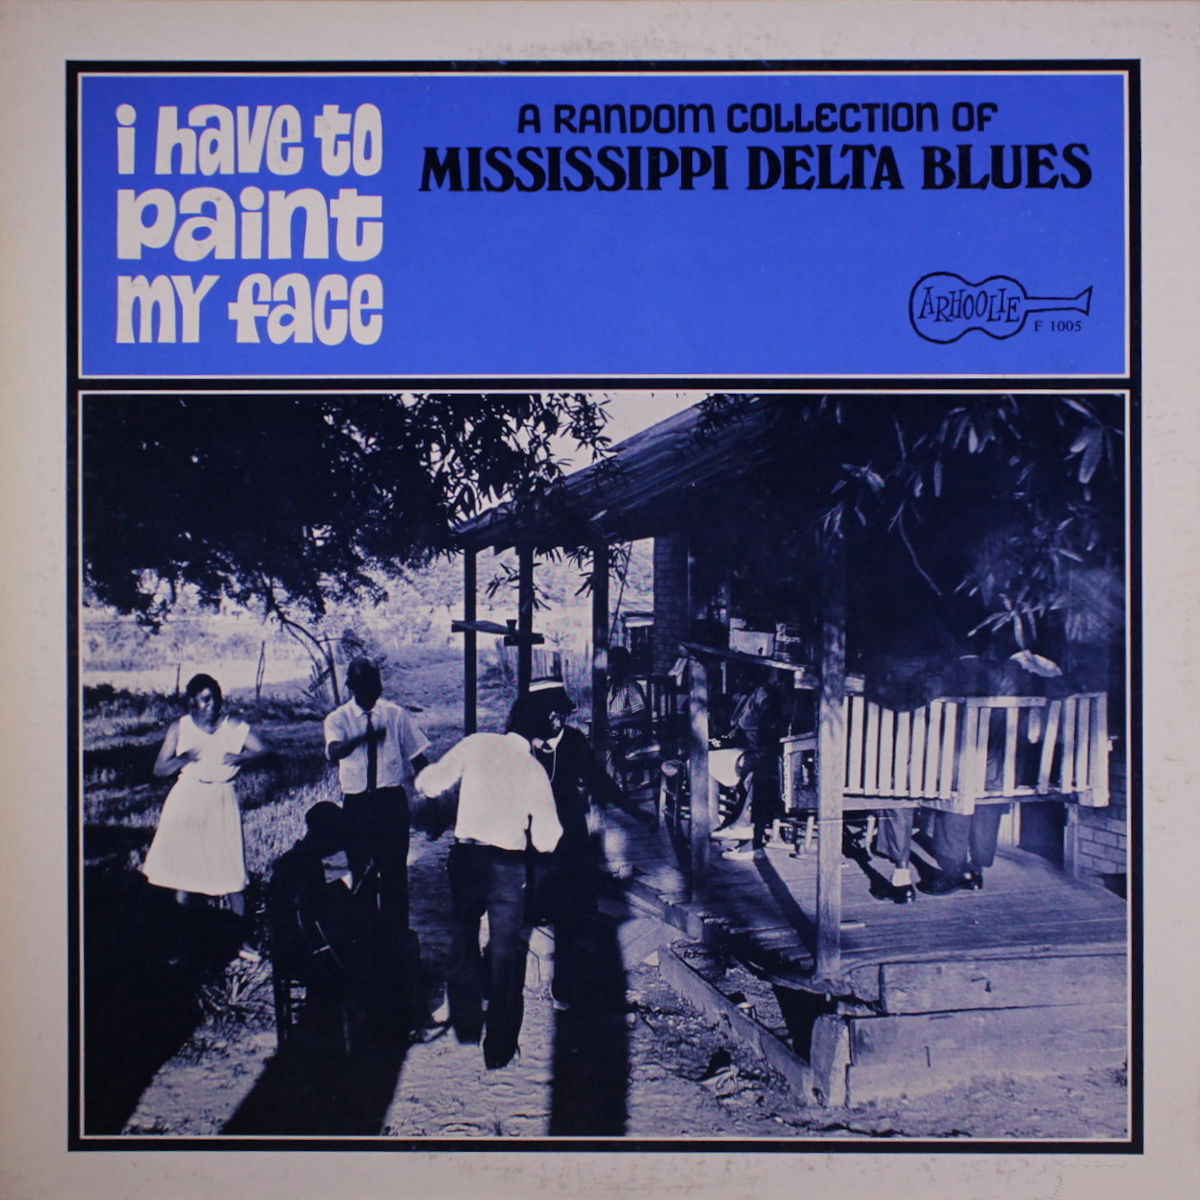 i have to
paint
my face
A RANDOM COLLECTION OF
MISSISSIPPI DELTA BLUES
ARHOOLIE
F 1005